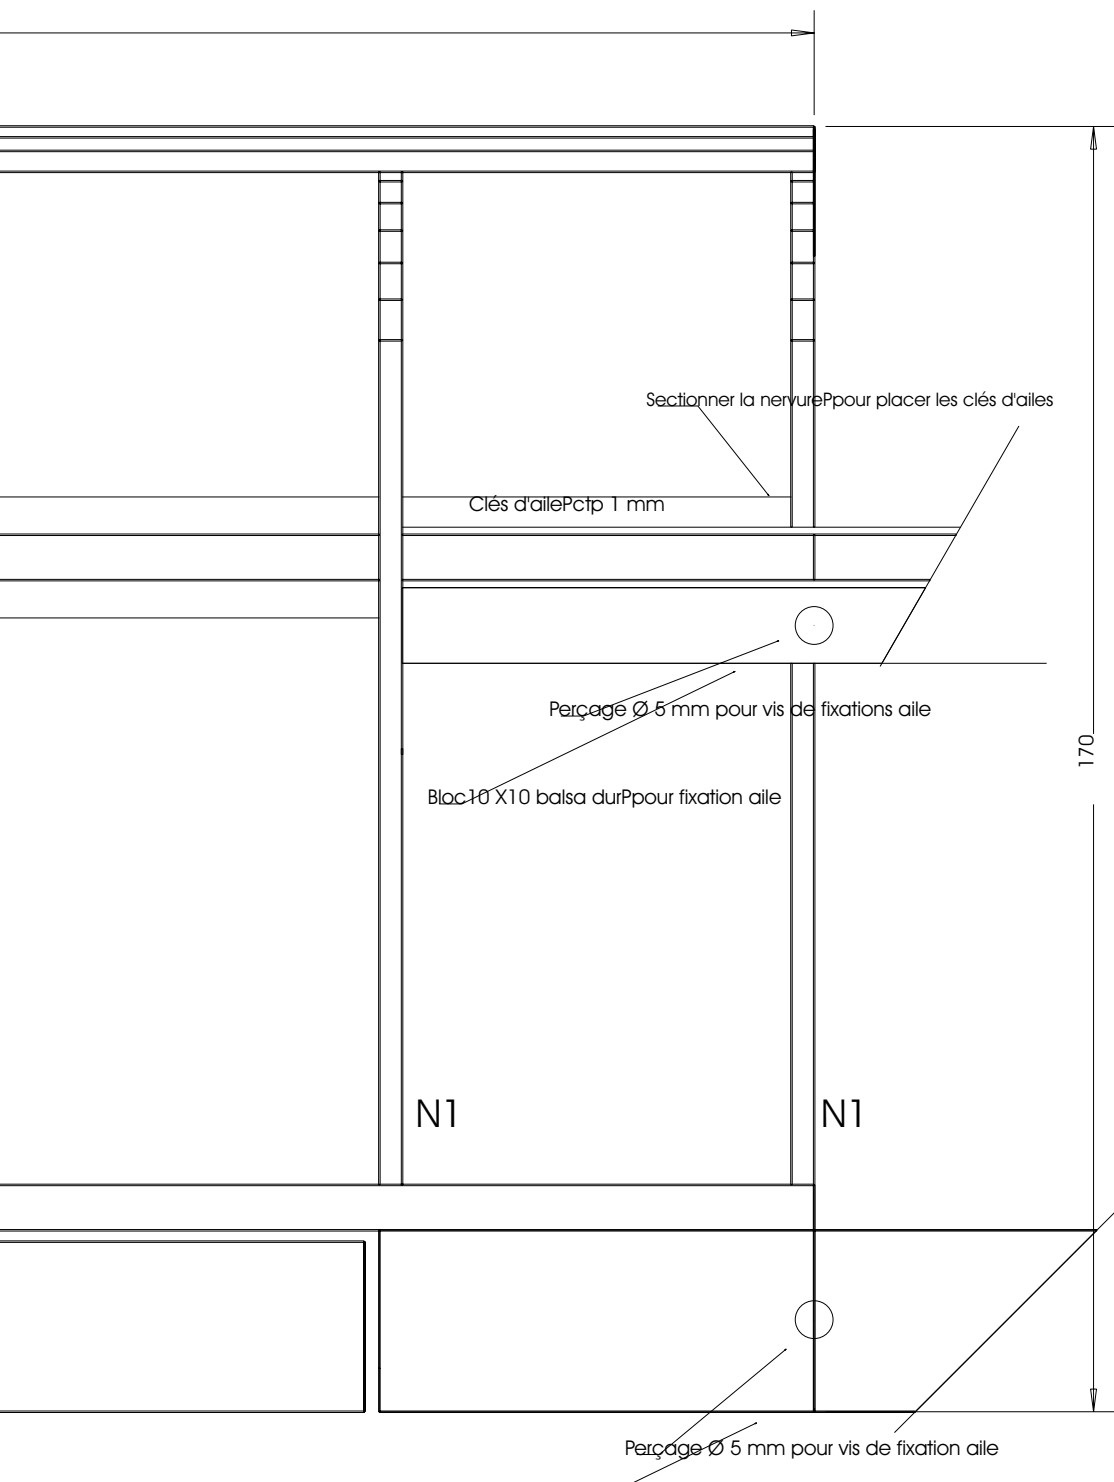 Sectionner la nervurePpour placer les clés d'ailes
Clés d'ailePctp 1 mm
Perçage Ø 5 mm pour vis de fixations aile
170
Bloc10 X10 balsa durPpour fixation aile
N1
N1
Perçage Ø 5 mm pour vis de fixation aile